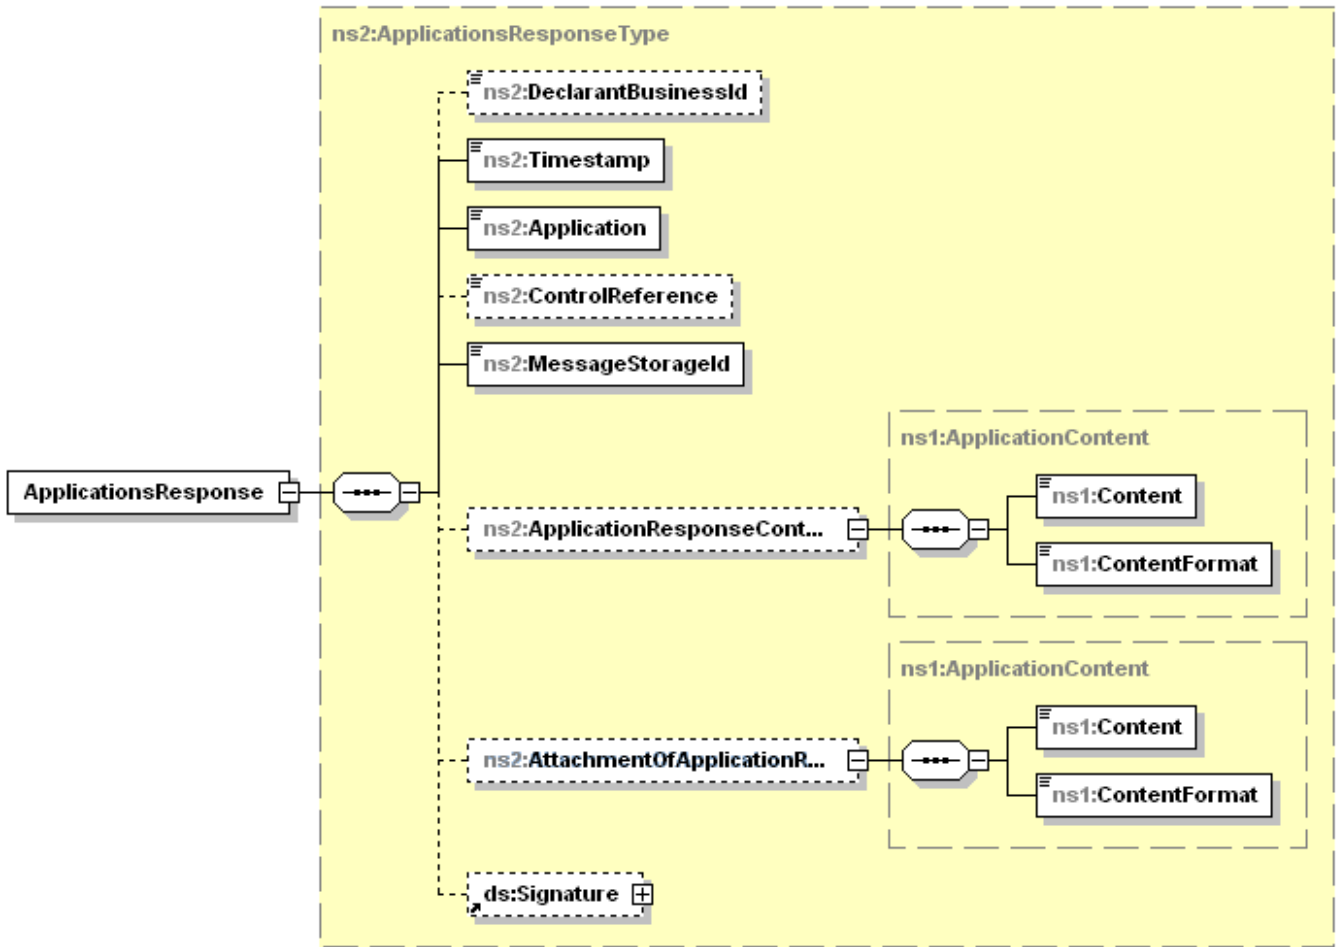 ns2:ApplicationsResponseType
ns2:DeclarantBusinessId
ns2:Timestamp
ns2:Application
ns2:ControlReference
ns2:MessageStorageId
ns1:ApplicationContent
ns1:Content
ApplicationsResponse
ns2:ApplicationResponseCont...
ns1:ContentFormat
ns1:ApplicationContent
ns1:Content
ns2:AttachmentOfApplicationR...
ns1:ContentFormat
ds:Signature